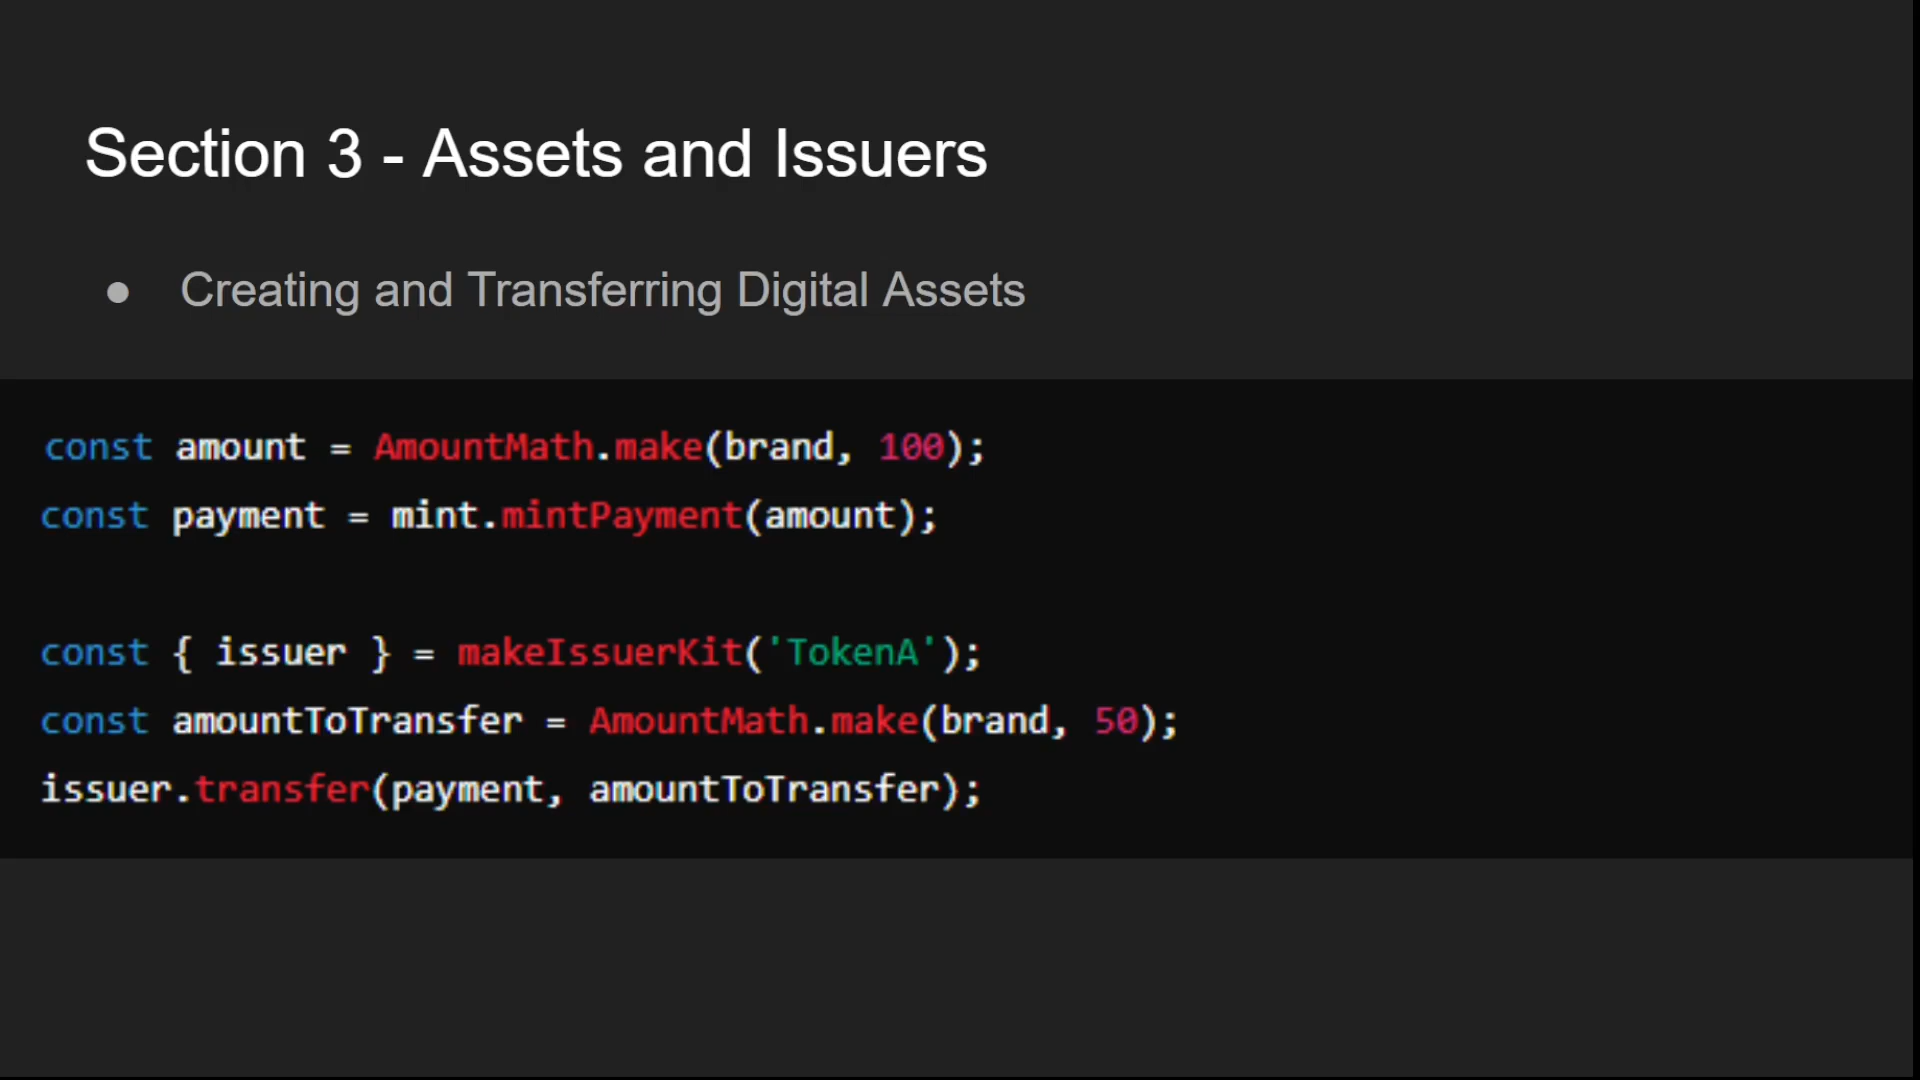 Section 3 - Assets and Issuers
● Creating and Transferring Digital Assets
const amount = AmountMath.make(brand, 100);
const payment = mint.mintPayment(amount);
const { issuer } = makeIssuerKit('TokenA');
const amountToTransfer = AmountMath.make(brand, 50);
issuer.transfer(payment, amountToTransfer);